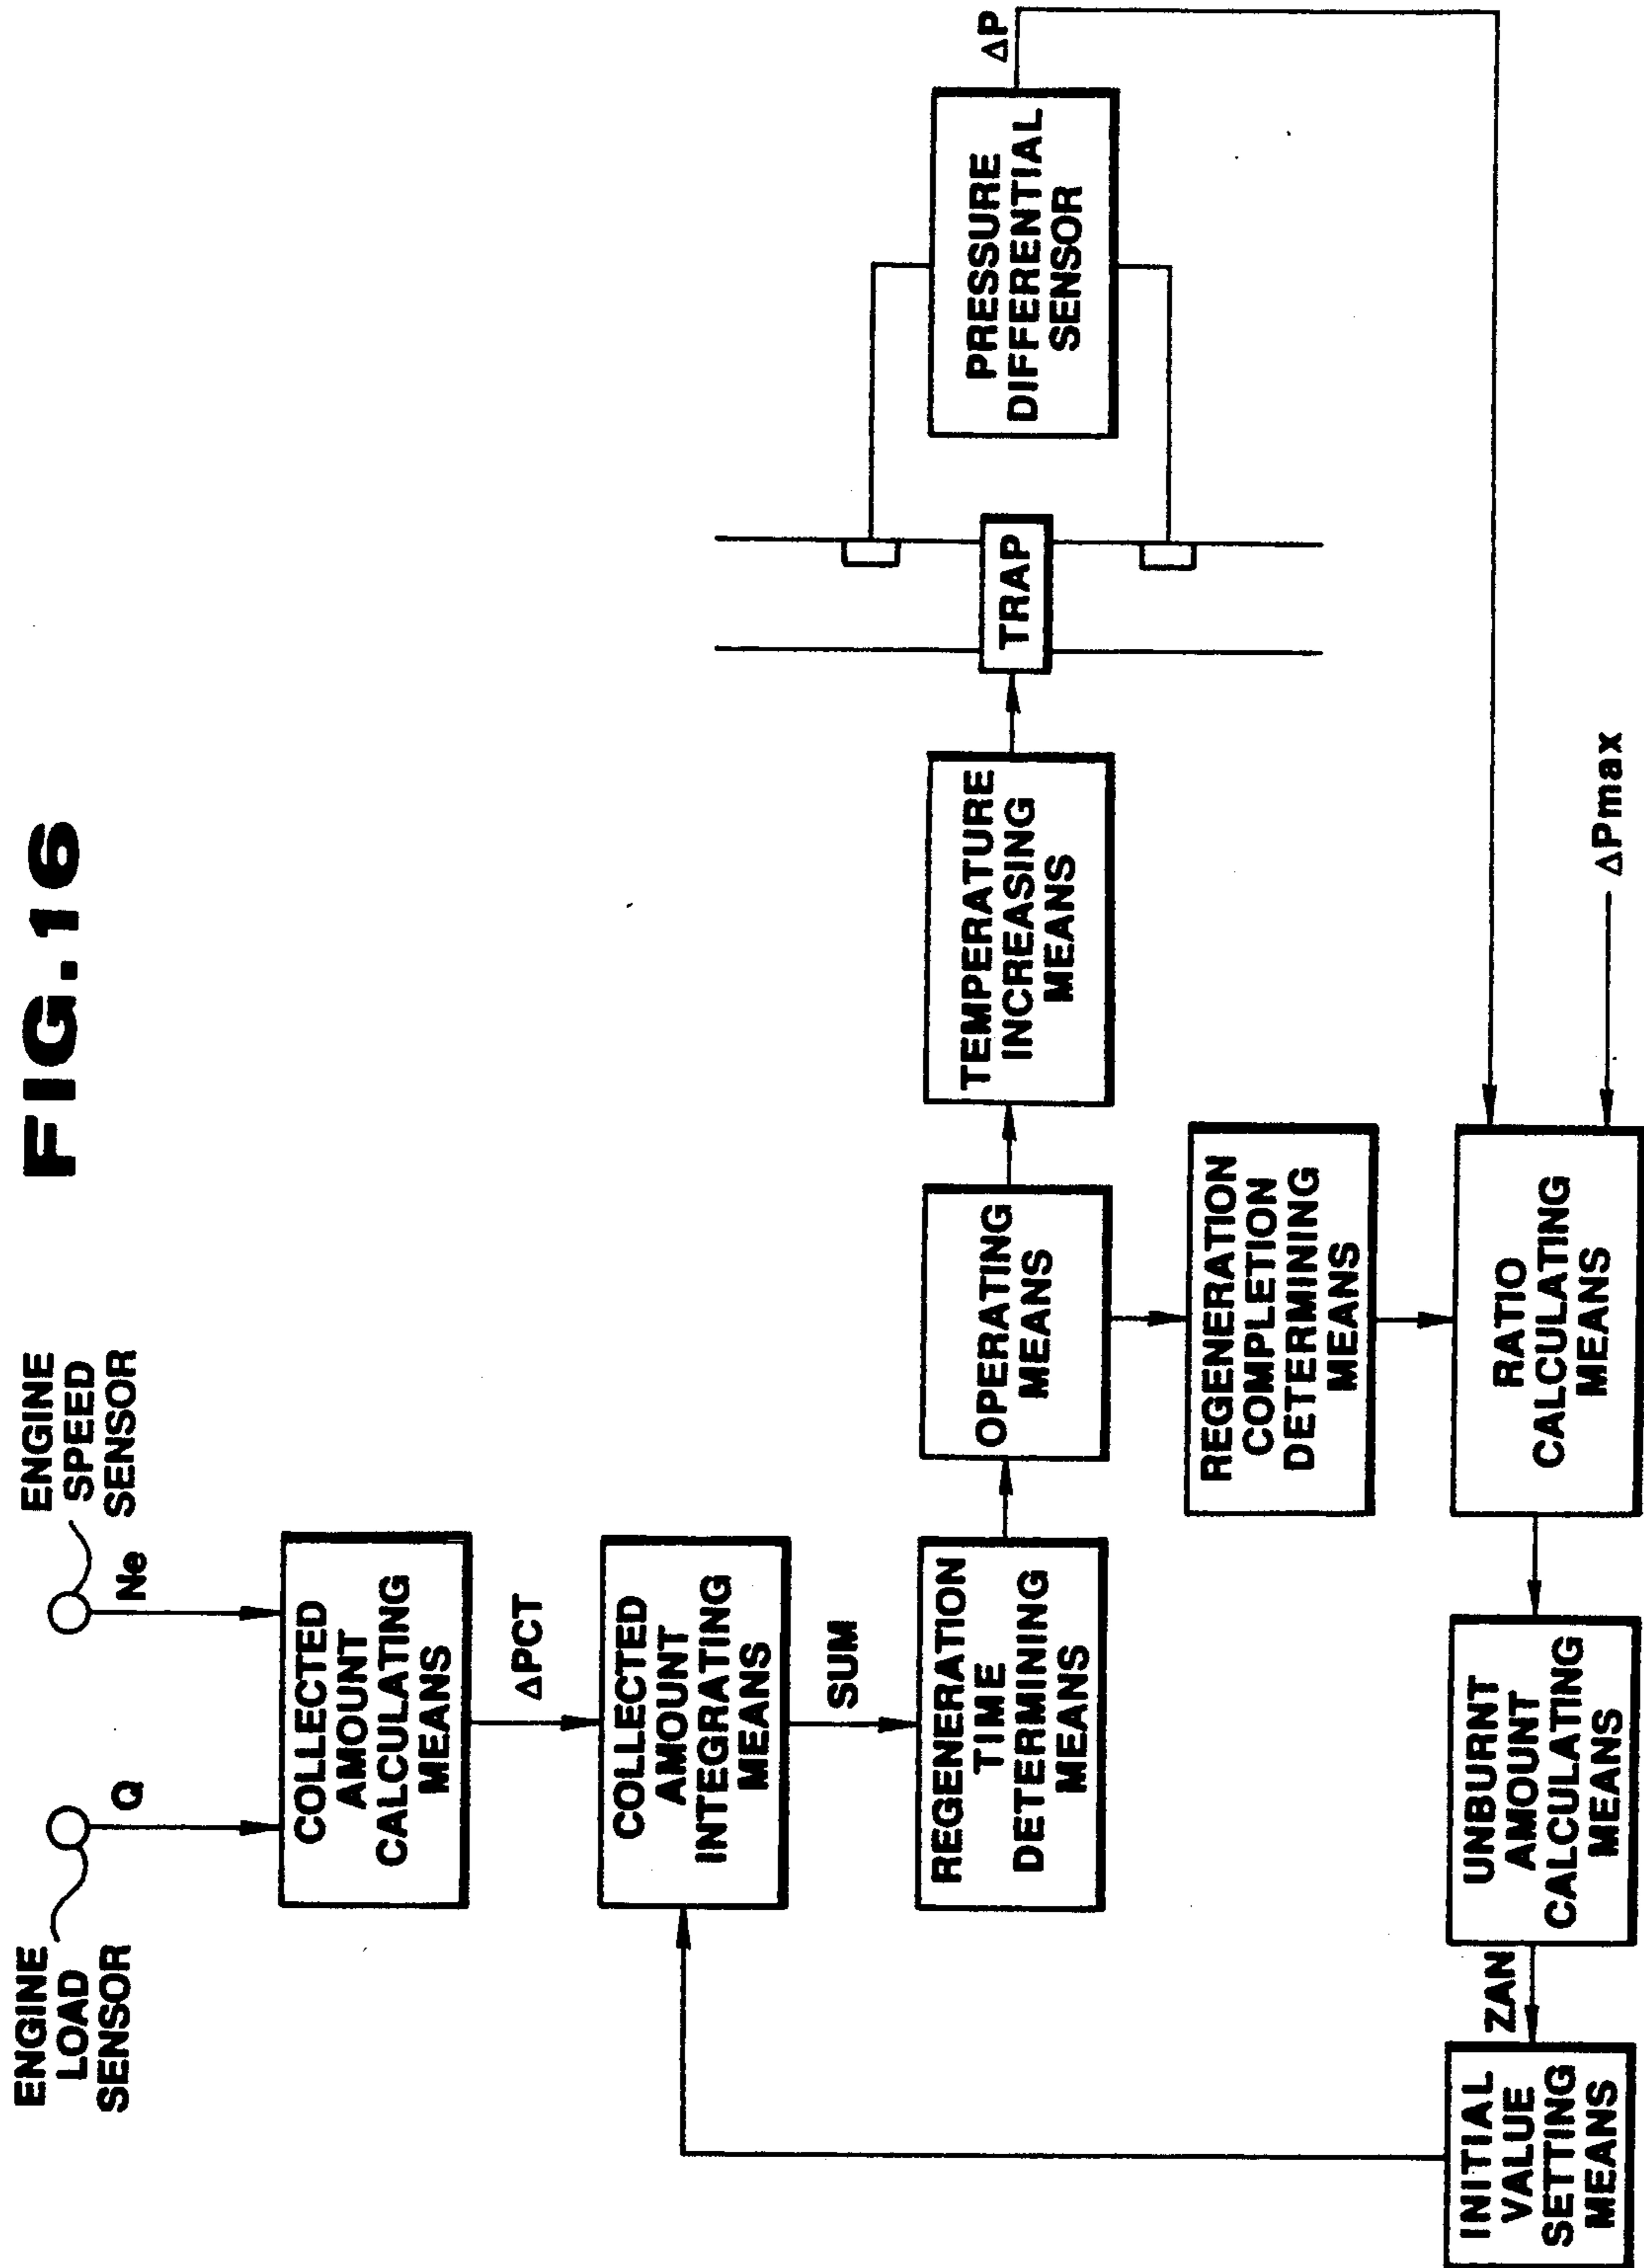 FIG.16
ENGINE
LOAD
SENSOR
Q
ENGINE
SPEED
SENSOR
Ne
COLLECTED
AMOUNT
CALCULATING
MEANS
ΔPCT
COLLECTED
AMOUNT
INTEGRATING
MEANS
SUM
REGENERATION
TIME
DETERMINING
MEANS
OPERATING
MEANS
TEMPERATURE
INCREASING
MEANS
TRAP
PRESSURE
DIFFERENTIAL
SENSOR
ΔP
REGENERATION
COMPLETION
DETERMINING
MEANS
ΔPmax
RATIO
CALCULATING
MEANS
UNBURNT
AMOUNT
CALCULATING
MEANS
ZAN
INITIAL
VALUE
SETTING
MEANS